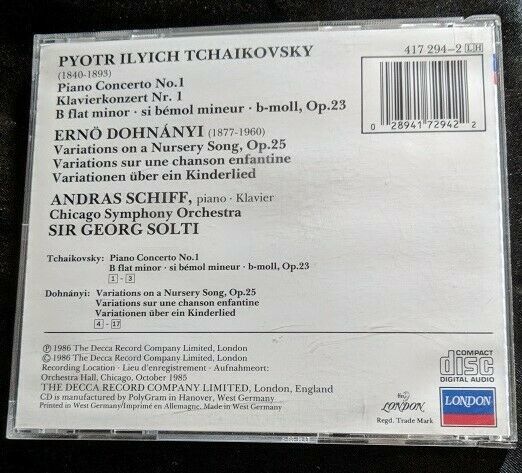 PYOTR ILYICH TCHAIKOVSKY
(1840-1893)
417 294-2 LH
Piano Concerto No.1
Klavierkonzert Nr. 1
B flat minor · si bémol mineur · b-moll, Op.23
0 28941 72942 2
ERNÖ DOHNÁNYI (1877-1960)
Variations on a Nursery Song, Op.25
Variations sur une chanson enfantine
Variationen über ein Kinderlied
ANDRAS SCHIFF, piano · Klavier
Chicago Symphony Orchestra
SIR GEORG SOLTI
Tchaikovsky: Piano Concerto No.1
B flat minor · si bémol mineur · b-moll, Op.23
1 - 3
Dohnányi: Variations on a Nursery Song, Op.25
Variations sur une chanson enfantine
Variationen über ein Kinderlied
4 - 17
℗ 1986 The Decca Record Company Limited, London
© 1986 The Decca Record Company Limited, London
Recording Location · Lieu d'enregistrement · Aufnahmeort:
Orchestra Hall, Chicago, October 1985
THE DECCA RECORD COMPANY LIMITED, London, England
CD is manufactured by PolyGram in Hanover, West Germany
Printed in West Germany/Imprimé en Allemagne, Made in West Germany
COMPACT
disc
DIGITAL AUDIO
LONDON
Regd. Trade Mark
LONDON